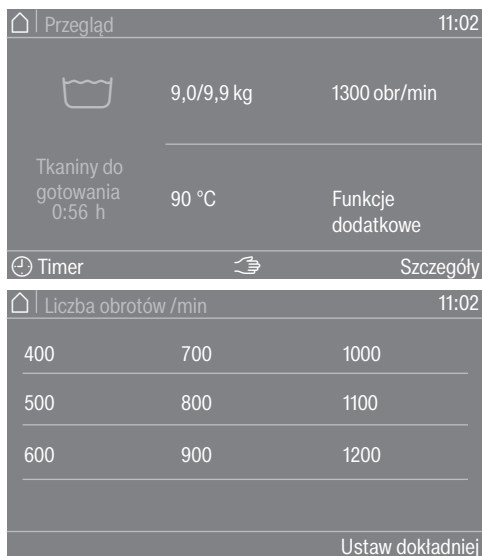 Przegląd 11:02
9,0/9,9 kg 1300 obr/min
Tkaniny do
gotowania
0:56 h
90 °C Funkcje
dodatkowe
Timer Szczegóły
Liczba obrotów /min 11:02
400 700 1000
500 800 1100
600 900 1200
Ustaw dokładniej